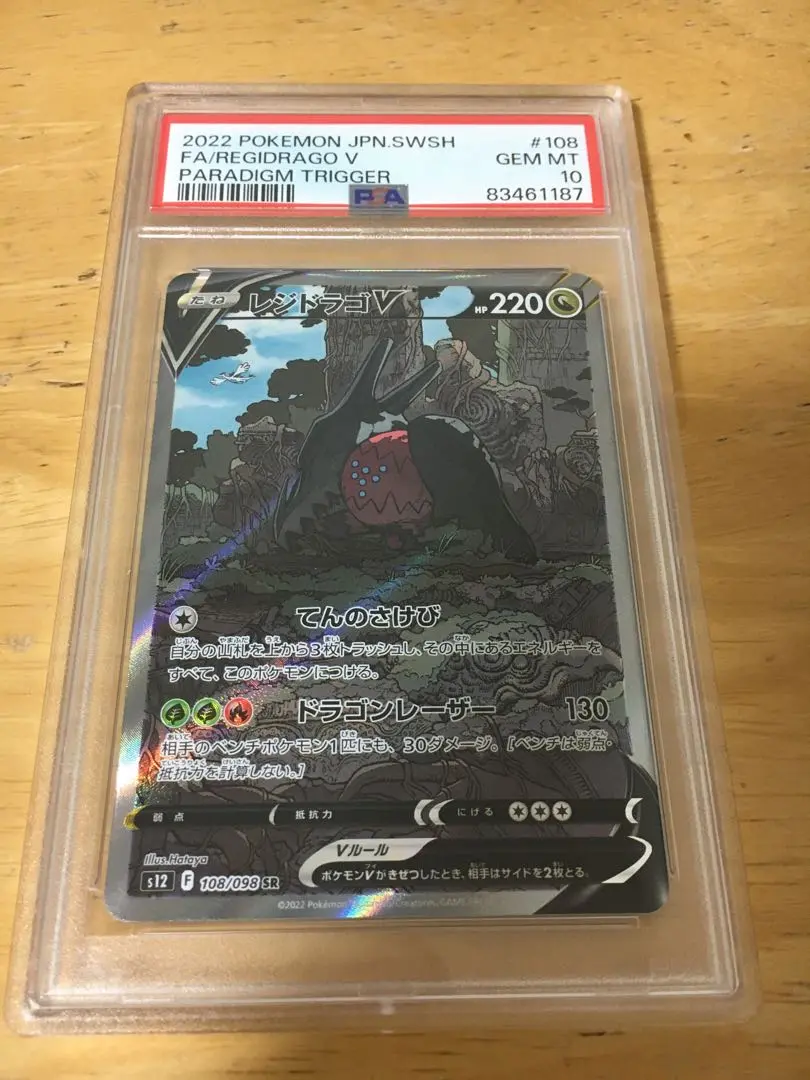 2022 POKEMON JPN.SWSH #108
FA/REGIDRAGO V GEM MT
PARADIGM TRIGGER 10
PSA 83461187
たね レジドラゴV HP 220
てんのさけび
自分の山札を上から3枚トラッシュし、その中にあるエネルギーを
すべて、このポケモンにつける。
ドラゴンレーザー 130
相手のベンチポケモン1匹にも、30ダメージ。[ベンチは弱点・
抵抗力を計算しない。]
弱点 抵抗力 にげる
Vルール
ポケモンVがきぜつしたとき、相手はサイドを2枚とる。
Illus.Hataya
s12 F 108/098 SR
©2022 Pokémon